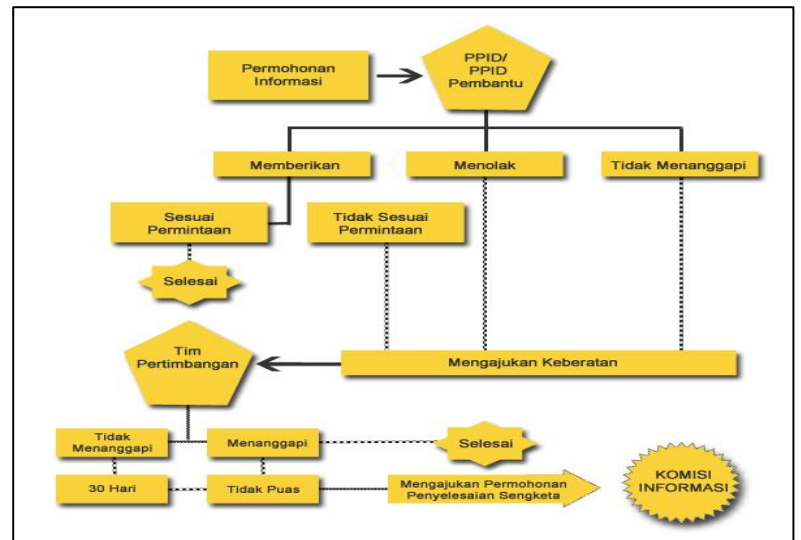 Permohonan
Informasi
PPID/
PPID
Pembantu
Memberikan
Menolak
Tidak Menanggapi
Sesuai
Permintaan
Tidak Sesuai
Permintaan
Selesai
Tim
Pertimbangan
Mengajukan Keberatan
Tidak
Menanggapi
Menanggapi
Selesai
30 Hari
Tidak Puas
Mengajukan Permohonan
Penyelesaian Sengketa
KOMISI
INFORMASI